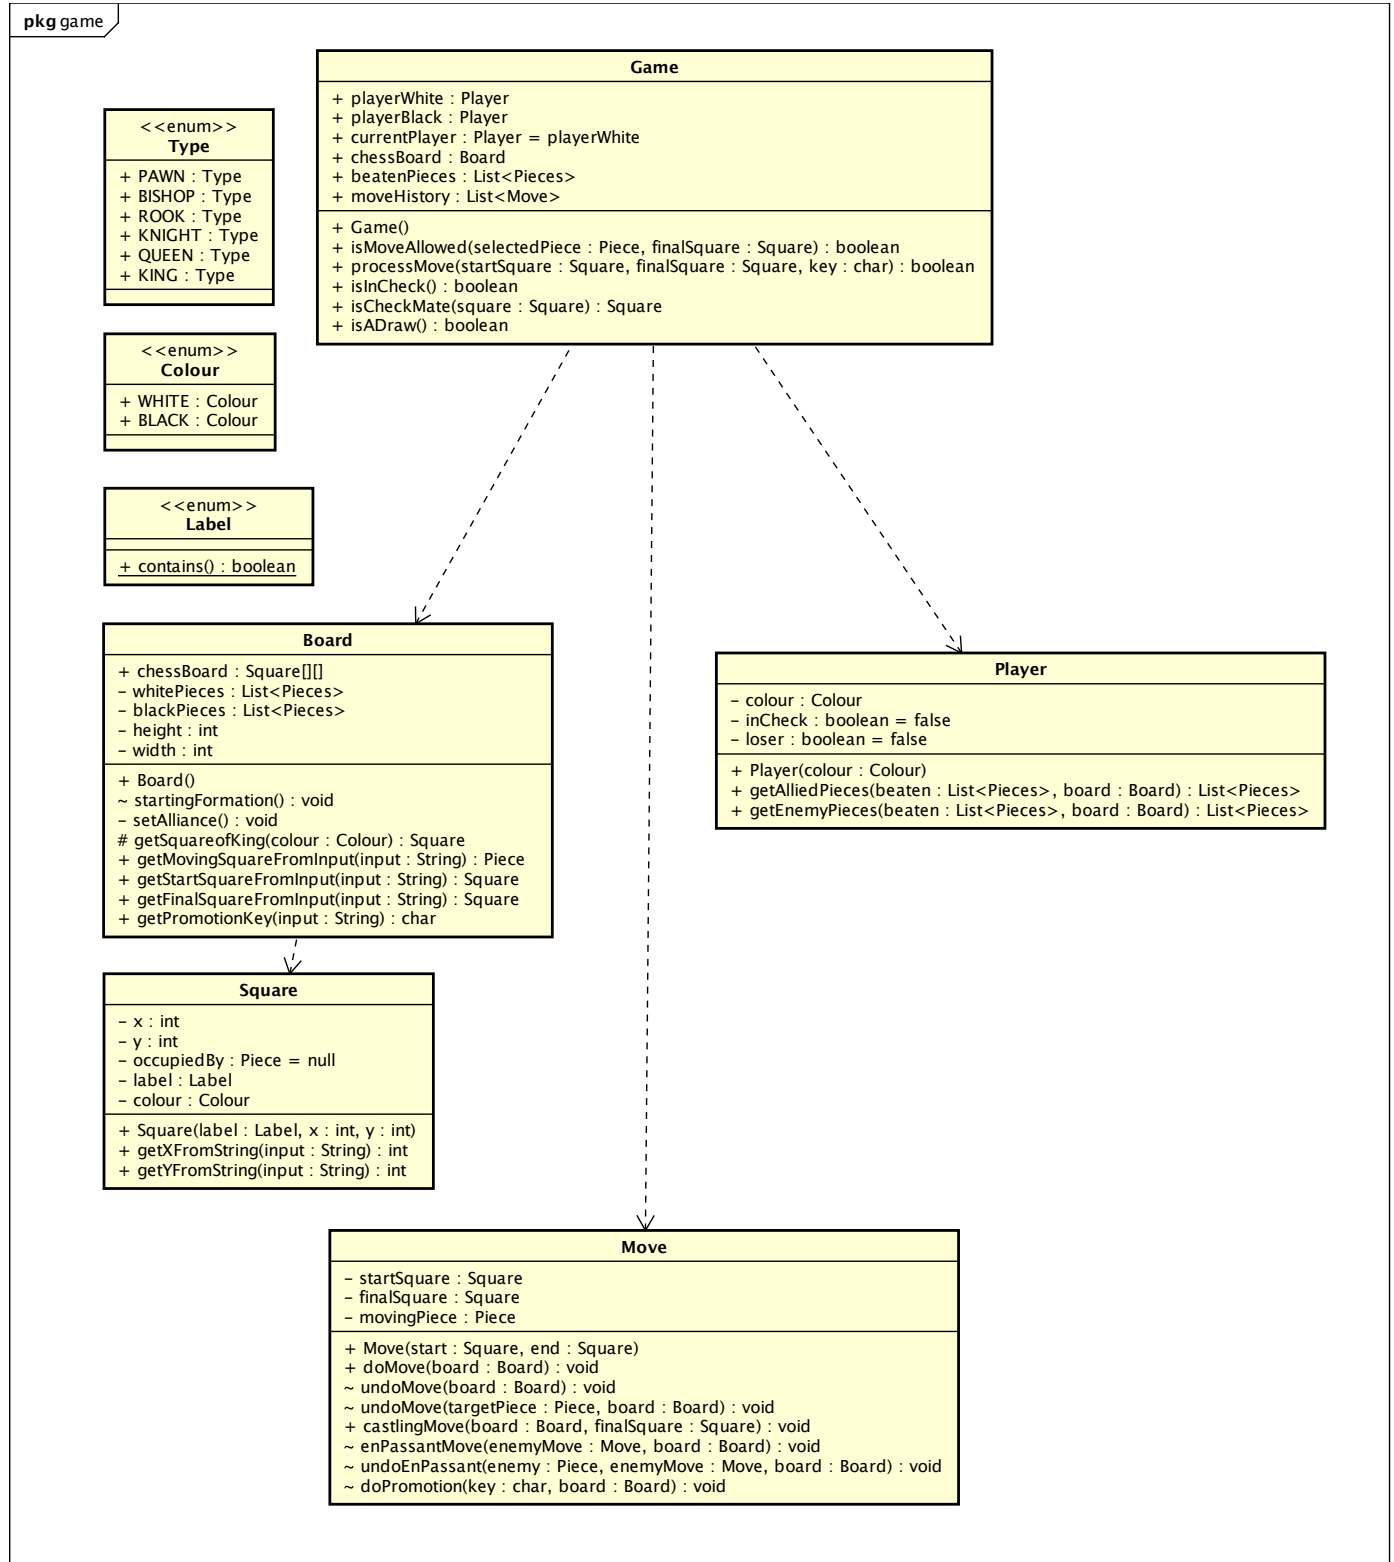 pkg game
Game
+ playerWhite : Player
+ playerBlack : Player
+ currentPlayer : Player = playerWhite
+ chessBoard : Board
+ beatenPieces : List<Pieces>
+ moveHistory : List<Move>
+ Game()
+ isMoveAllowed(selectedPiece : Piece, finalSquare : Square) : boolean
+ processMove(startSquare : Square, finalSquare : Square, key : char) : boolean
+ isInCheck() : boolean
+ isCheckMate(square : Square) : Square
+ isADraw() : boolean
<<enum>>
Type
+ PAWN : Type
+ BISHOP : Type
+ ROOK : Type
+ KNIGHT : Type
+ QUEEN : Type
+ KING : Type
<<enum>>
Colour
+ WHITE : Colour
+ BLACK : Colour
<<enum>>
Label
+ contains() : boolean
Board
+ chessBoard : Square[][]
- whitePieces : List<Pieces>
- blackPieces : List<Pieces>
- height : int
- width : int
+ Board()
~ startingFormation() : void
- setAlliance() : void
# getSquareofKing(colour : Colour) : Square
+ getMovingSquareFromInput(input : String) : Piece
+ getStartSquareFromInput(input : String) : Square
+ getFinalSquareFromInput(input : String) : Square
+ getPromotionKey(input : String) : char
Player
- colour : Colour
- inCheck : boolean = false
- loser : boolean = false
+ Player(colour : Colour)
+ getAlliedPieces(beaten : List<Pieces>, board : Board) : List<Pieces>
+ getEnemyPieces(beaten : List<Pieces>, board : Board) : List<Pieces>
Square
- x : int
- y : int
- occupiedBy : Piece = null
- label : Label
- colour : Colour
+ Square(label : Label, x : int, y : int)
+ getXFromString(input : String) : int
+ getYFromString(input : String) : int
Move
- startSquare : Square
- finalSquare : Square
- movingPiece : Piece
+ Move(start : Square, end : Square)
+ doMove(board : Board) : void
~ undoMove(board : Board) : void
~ undoMove(targetPiece : Piece, board : Board) : void
+ castlingMove(board : Board, finalSquare : Square) : void
~ enPassantMove(enemyMove : Move, board : Board) : void
~ undoEnPassant(enemy : Piece, enemyMove : Move, board : Board) : void
~ doPromotion(key : char, board : Board) : void